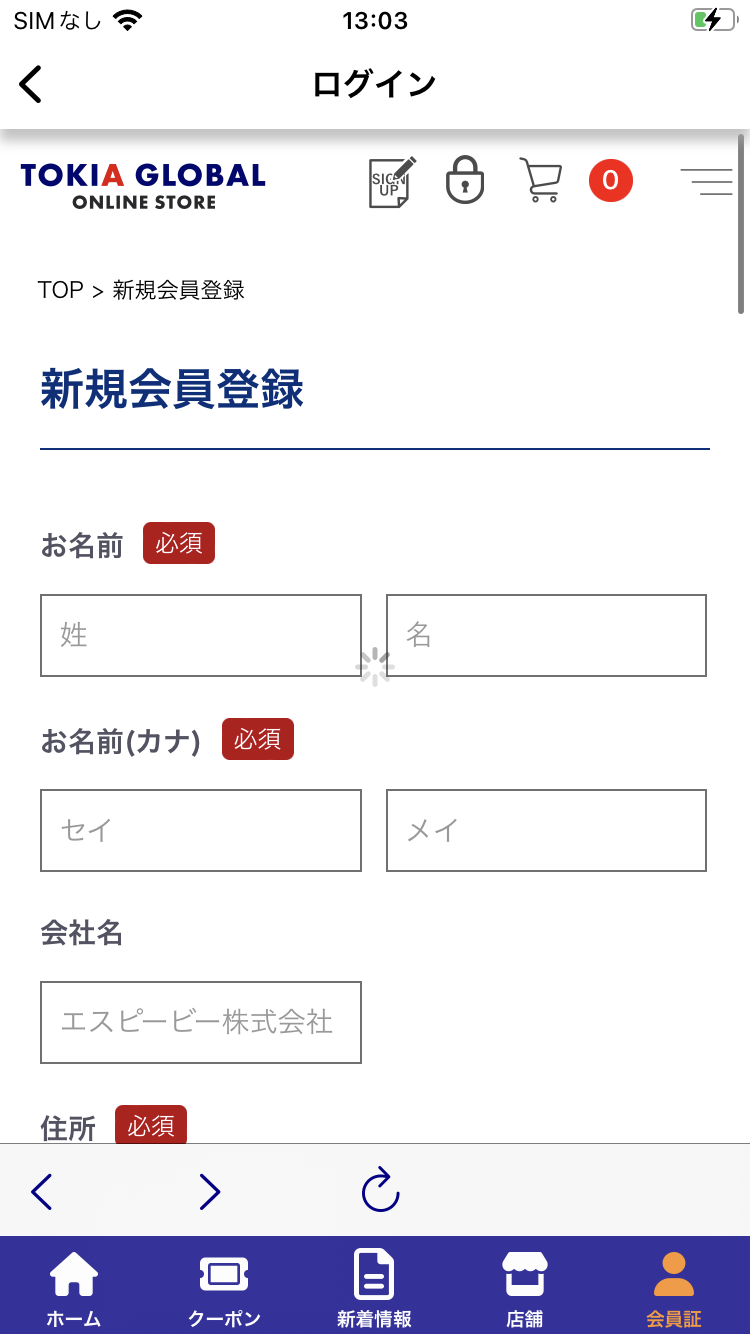 SIMなし 13:03
ログイン
TOKIA GLOBAL
ONLINE STORE
SIGN
UP
0
TOP > 新規会員登録
新規会員登録
お名前 必須
姓 名
お名前(カナ) 必須
セイ メイ
会社名
エスピービー株式会社
住所 必須
ホーム クーポン 新着情報 店舗 会員証